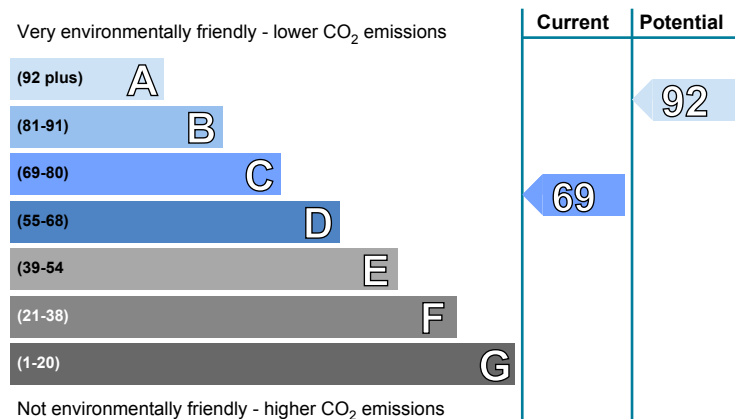 Very environmentally friendly - lower CO2 emissions
Current
Potential
(92 plus) A
(81-91) B
(69-80) C
(55-68) D
(39-54 E
(21-38) F
(1-20) G
69
92
Not environmentally friendly - higher CO2 emissions